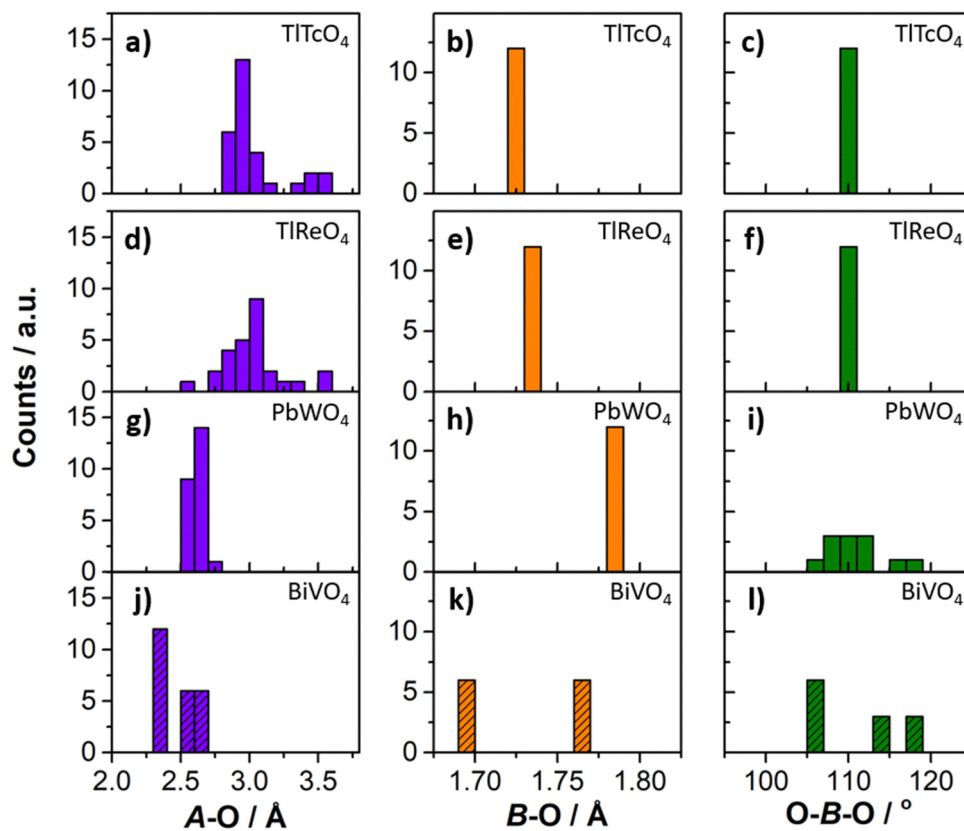 a) TlTcO₄ b) TlTcO₄ c) TlTcO₄
15 10 5 0 10 5 0 10 5 0
d) TlReO₄ e) TlReO₄ f) TlReO₄
15 10 5 0 10 5 0 10 5 0
g) PbWO₄ h) PbWO₄ i) PbWO₄
15 10 5 0 10 5 0 10 5 0
j) BiVO₄ k) BiVO₄ l) BiVO₄
15 10 5 0 10 5 0 10 5 0
2.0 2.5 3.0 3.5 1.70 1.75 1.80 100 110 120
A-O / Å B-O / Å O-B-O / °
Counts / a.u.